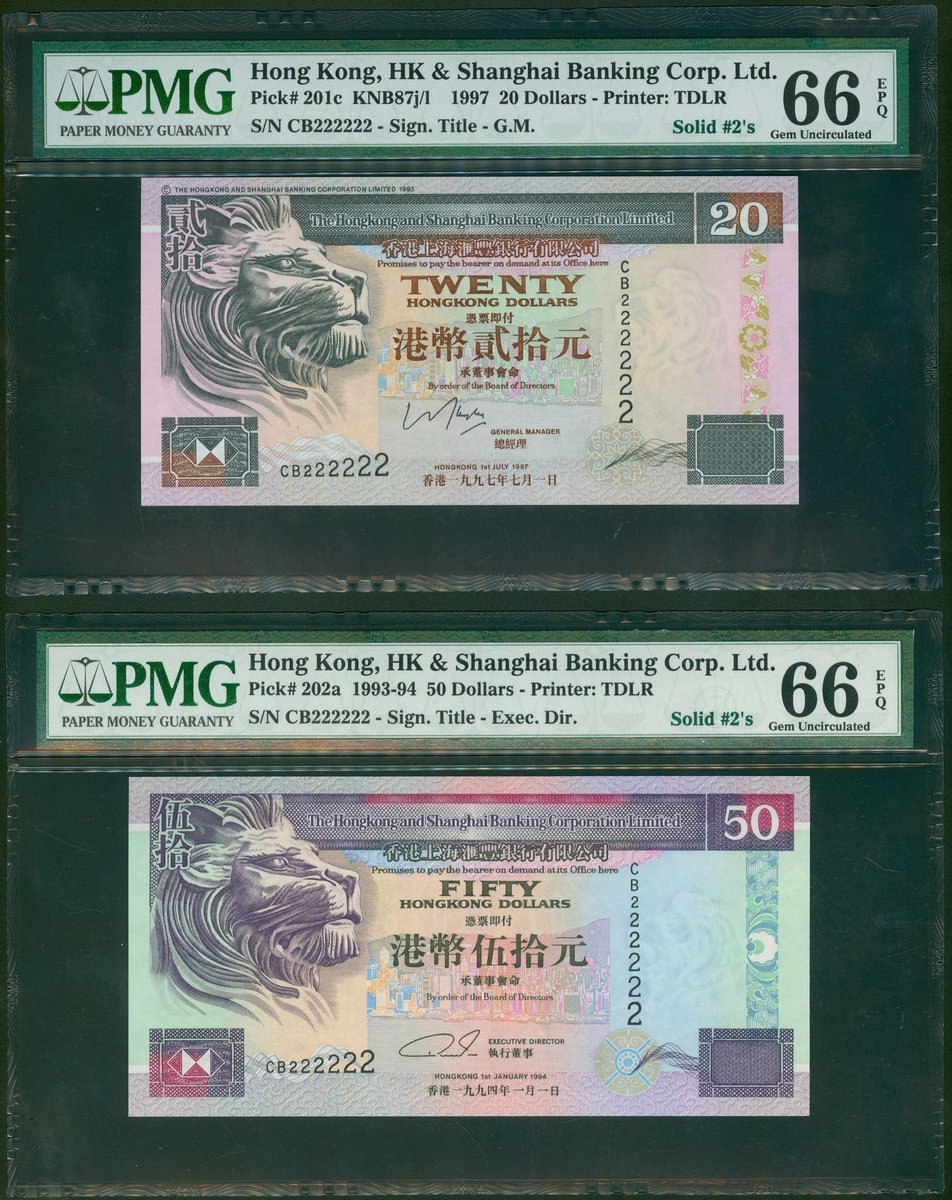 PMG
PAPER MONEY GUARANTY
Hong Kong, HK & Shanghai Banking Corp. Ltd.
Pick# 201c KNB87j/l 1997 20 Dollars - Printer: TDLR
S/N CB222222 - Sign. Title - G.M.
Solid #2's
66
EPQ
Gem Uncirculated
© THE HONGKONG AND SHANGHAI BANKING CORPORATION LIMITED 1993
貳拾
The Hongkong and Shanghai Banking Corporation Limited
20
香港上海滙豐銀行有限公司
Promises to pay the bearer on demand at its Office here
TWENTY
HONGKONG DOLLARS
憑票即付
港幣貳拾元
承董事會命
By order of the Board of Directors
CB222222
GENERAL MANAGER
總經理
CB222222
HONGKONG 1st JULY 1997
香港一九九七年七月一日
PMG
PAPER MONEY GUARANTY
Hong Kong, HK & Shanghai Banking Corp. Ltd.
Pick# 202a 1993-94 50 Dollars - Printer: TDLR
S/N CB222222 - Sign. Title - Exec. Dir.
Solid #2's
66
EPQ
Gem Uncirculated
伍拾
The Hongkong and Shanghai Banking Corporation Limited
50
香港上海滙豐銀行有限公司
Promises to pay the bearer on demand at its Office here
FIFTY
HONGKONG DOLLARS
憑票即付
港幣伍拾元
承董事會命
By order of the Board of Directors
CB222222
EXECUTIVE DIRECTOR
執行董事
CB222222
HONGKONG 1st JANUARY 1994
香港一九九四年一月一日